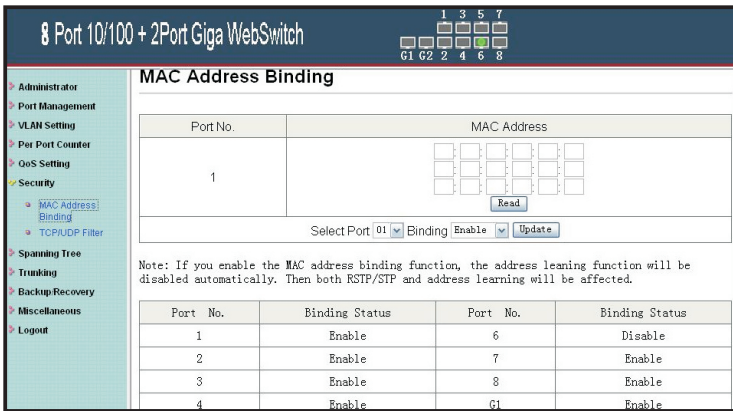 8 Port 10/100 + 2Port Giga WebSwitch
1 3 5 7
G1 G2 2 4 6 8
Administrator
Port Management
VLAN Setting
Per Port Counter
QoS Setting
Security
MAC Address
Binding
TCP/UDP Filter
Spanning Tree
Trunking
Backup/Recovery
Miscellaneous
Logout
MAC Address Binding
Port No. MAC Address
1
: : : : :
: : : : :
: : : : :
Read
Select Port 01 Binding Enable Update
Note: If you enable the MAC address binding function, the address leaning function will be
disabled automatically. Then both RSTP/STP and address learning will be affected.
Port No. Binding Status Port No. Binding Status
1 Enable 6 Disable
2 Enable 7 Enable
3 Enable 8 Enable
4 Enable G1 Enable